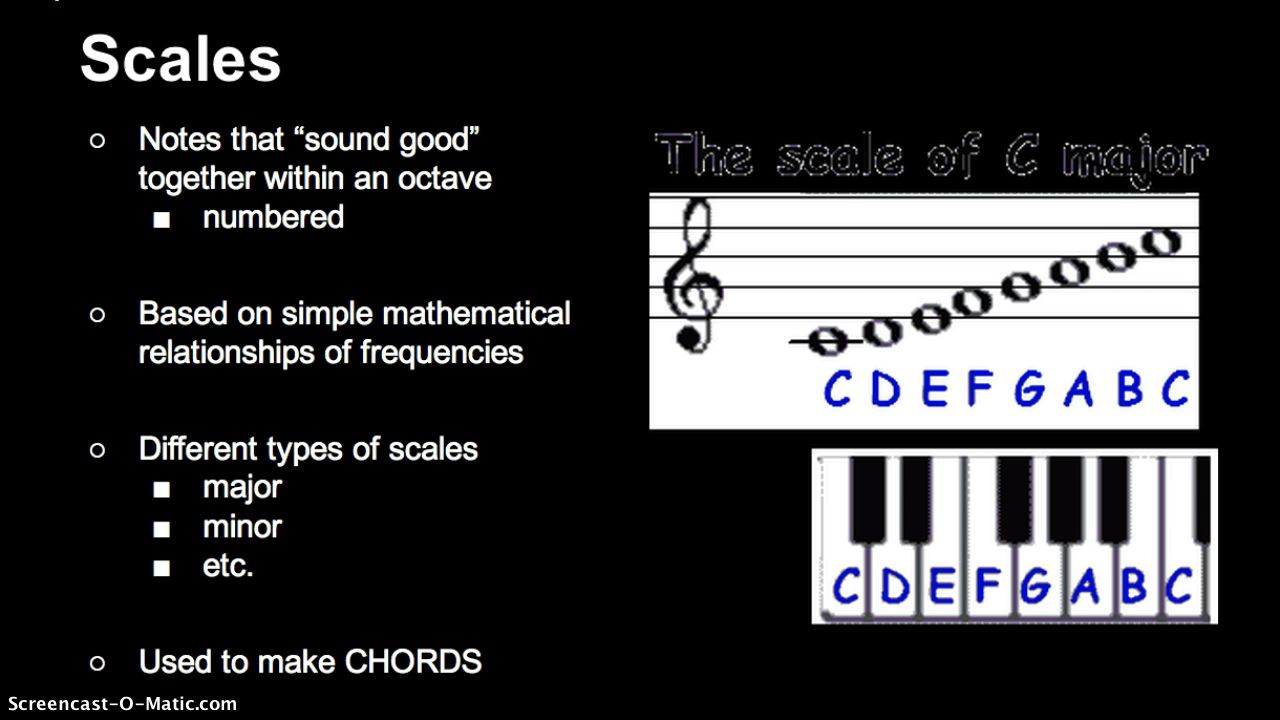 Scales
Notes that “sound good”
together within an octave
numbered
Based on simple mathematical
relationships of frequencies
Different types of scales
major
minor
etc.
Used to make CHORDS
The scale of C major
C D E F G A B C
C D E F G A B C
Screencast-O-Matic.com